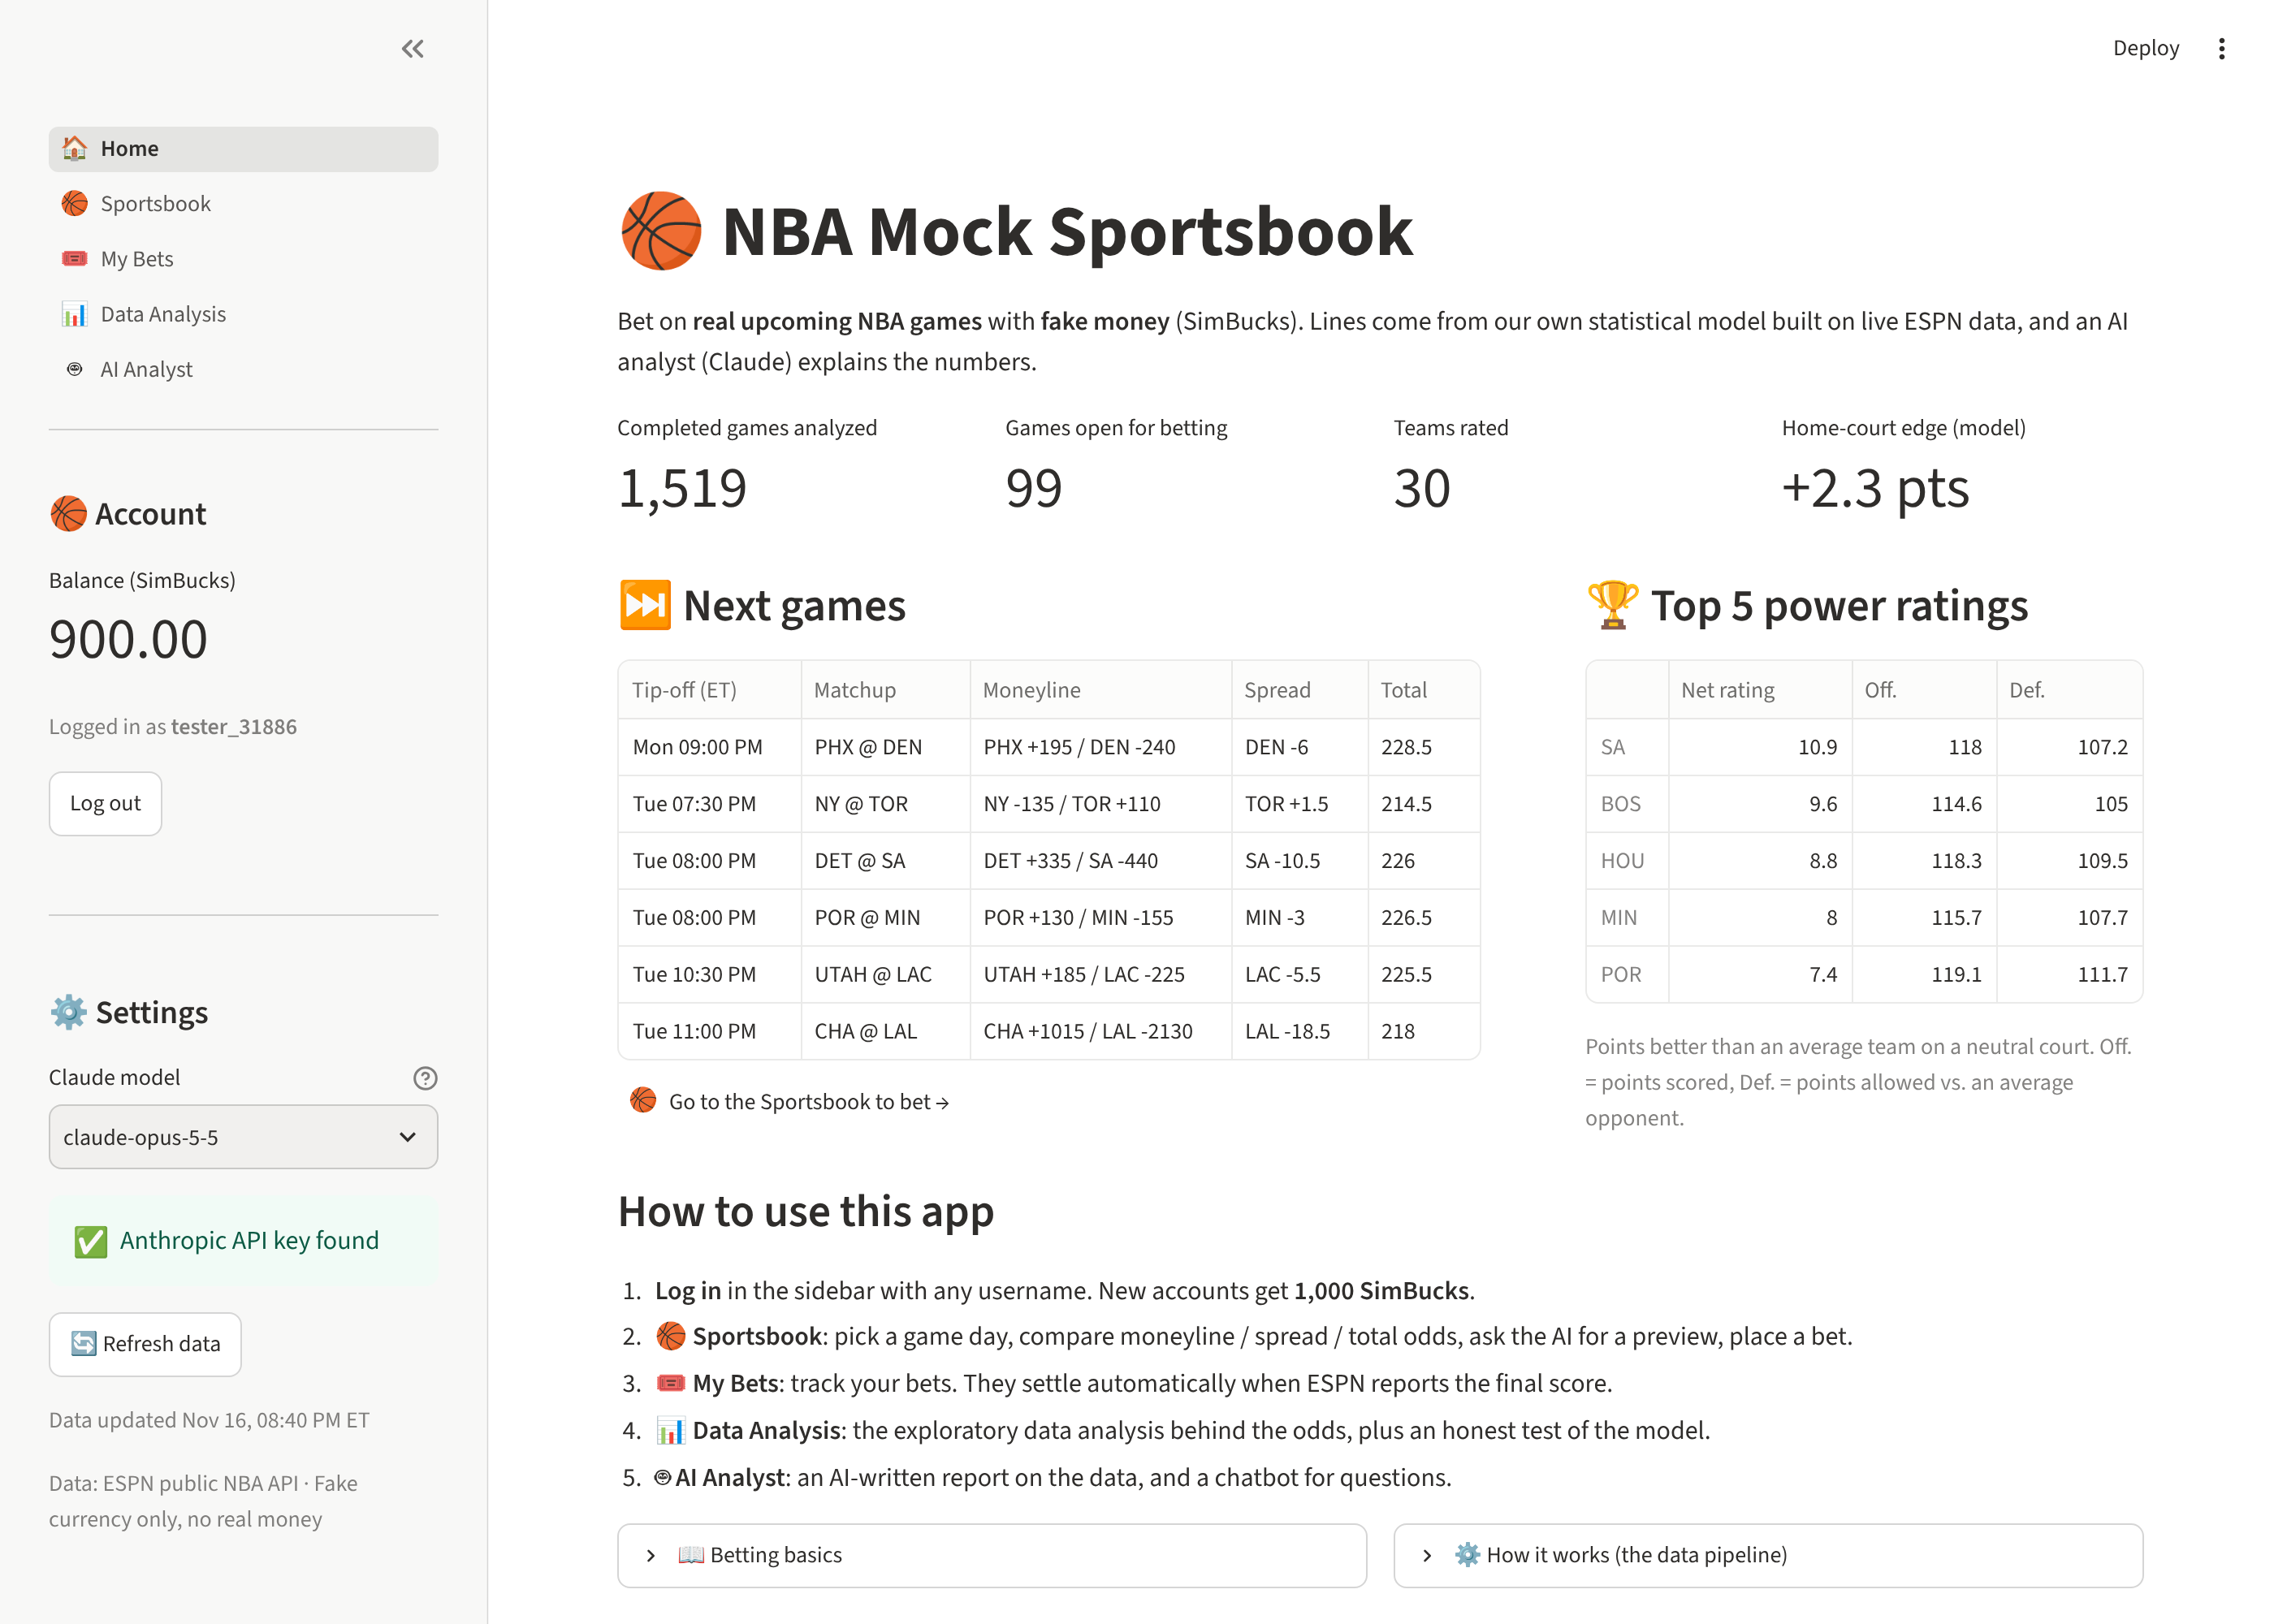 Deploy
Home
Sportsbook
My Bets
Data Analysis
AI Analyst
Account
Balance (SimBucks)
900.00
Logged in as tester_31886
Log out
Settings
Claude model
claude-opus-5-5
Anthropic API key found
Refresh data
Data updated Nov 16, 08:40 PM ET
Data: ESPN public NBA API · Fake
currency only, no real money
NBA Mock Sportsbook
Bet on real upcoming NBA games with fake money (SimBucks). Lines come from our own statistical model built on live ESPN data, and an AI
analyst (Claude) explains the numbers.
Completed games analyzed Games open for betting Teams rated Home-court edge (model)
1,519 99 30 +2.3 pts
Next games
Tip-off (ET) Matchup Moneyline Spread Total
Mon 09:00 PM PHX @ DEN PHX +195 / DEN -240 DEN -6 228.5
Tue 07:30 PM NY @ TOR NY -135 / TOR +110 TOR +1.5 214.5
Tue 08:00 PM DET @ SA DET +335 / SA -440 SA -10.5 226
Tue 08:00 PM POR @ MIN POR +130 / MIN -155 MIN -3 226.5
Tue 10:30 PM UTAH @ LAC UTAH +185 / LAC -225 LAC -5.5 225.5
Tue 11:00 PM CHA @ LAL CHA +1015 / LAL -2130 LAL -18.5 218
Go to the Sportsbook to bet →
Top 5 power ratings
Net rating Off. Def.
SA 10.9 118 107.2
BOS 9.6 114.6 105
HOU 8.8 118.3 109.5
MIN 8 115.7 107.7
POR 7.4 119.1 111.7
Points better than an average team on a neutral court. Off.
= points scored, Def. = points allowed vs. an average
opponent.
How to use this app
1. Log in in the sidebar with any username. New accounts get 1,000 SimBucks.
2. Sportsbook: pick a game day, compare moneyline / spread / total odds, ask the AI for a preview, place a bet.
3. My Bets: track your bets. They settle automatically when ESPN reports the final score.
4. Data Analysis: the exploratory data analysis behind the odds, plus an honest test of the model.
5. AI Analyst: an AI-written report on the data, and a chatbot for questions.
Betting basics
How it works (the data pipeline)